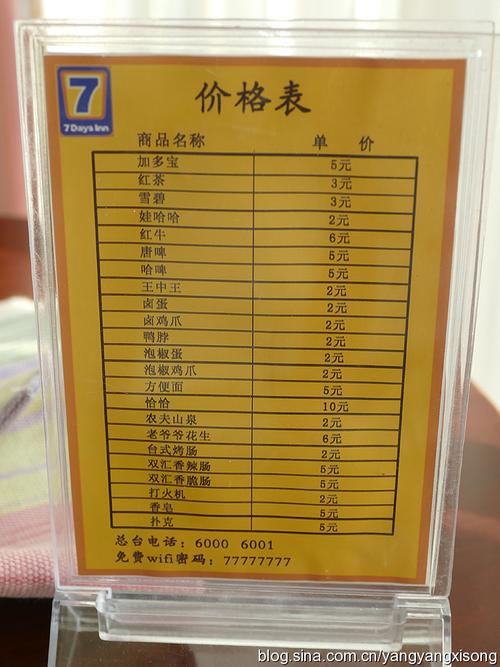 7
7 Days Inn
价格表
商品名称 单 价
加多宝 5元
红茶 3元
雪碧 3元
娃哈哈 2元
红牛 6元
唐啤 5元
哈啤 5元
王中王 2元
卤蛋 2元
卤鸡爪 2元
鸭脖 2元
泡椒蛋 2元
泡椒鸡爪 2元
方便面 5元
恰恰 10元
农夫山泉 2元
老爷爷花生 6元
台式烤肠 2元
双汇香辣肠 5元
双汇香脆肠 5元
打火机 2元
香皂 5元
扑克 5元
总台电话：6000 6001
免费wifi密码：77777777
blog.sina.com.cn/yangyangxisong